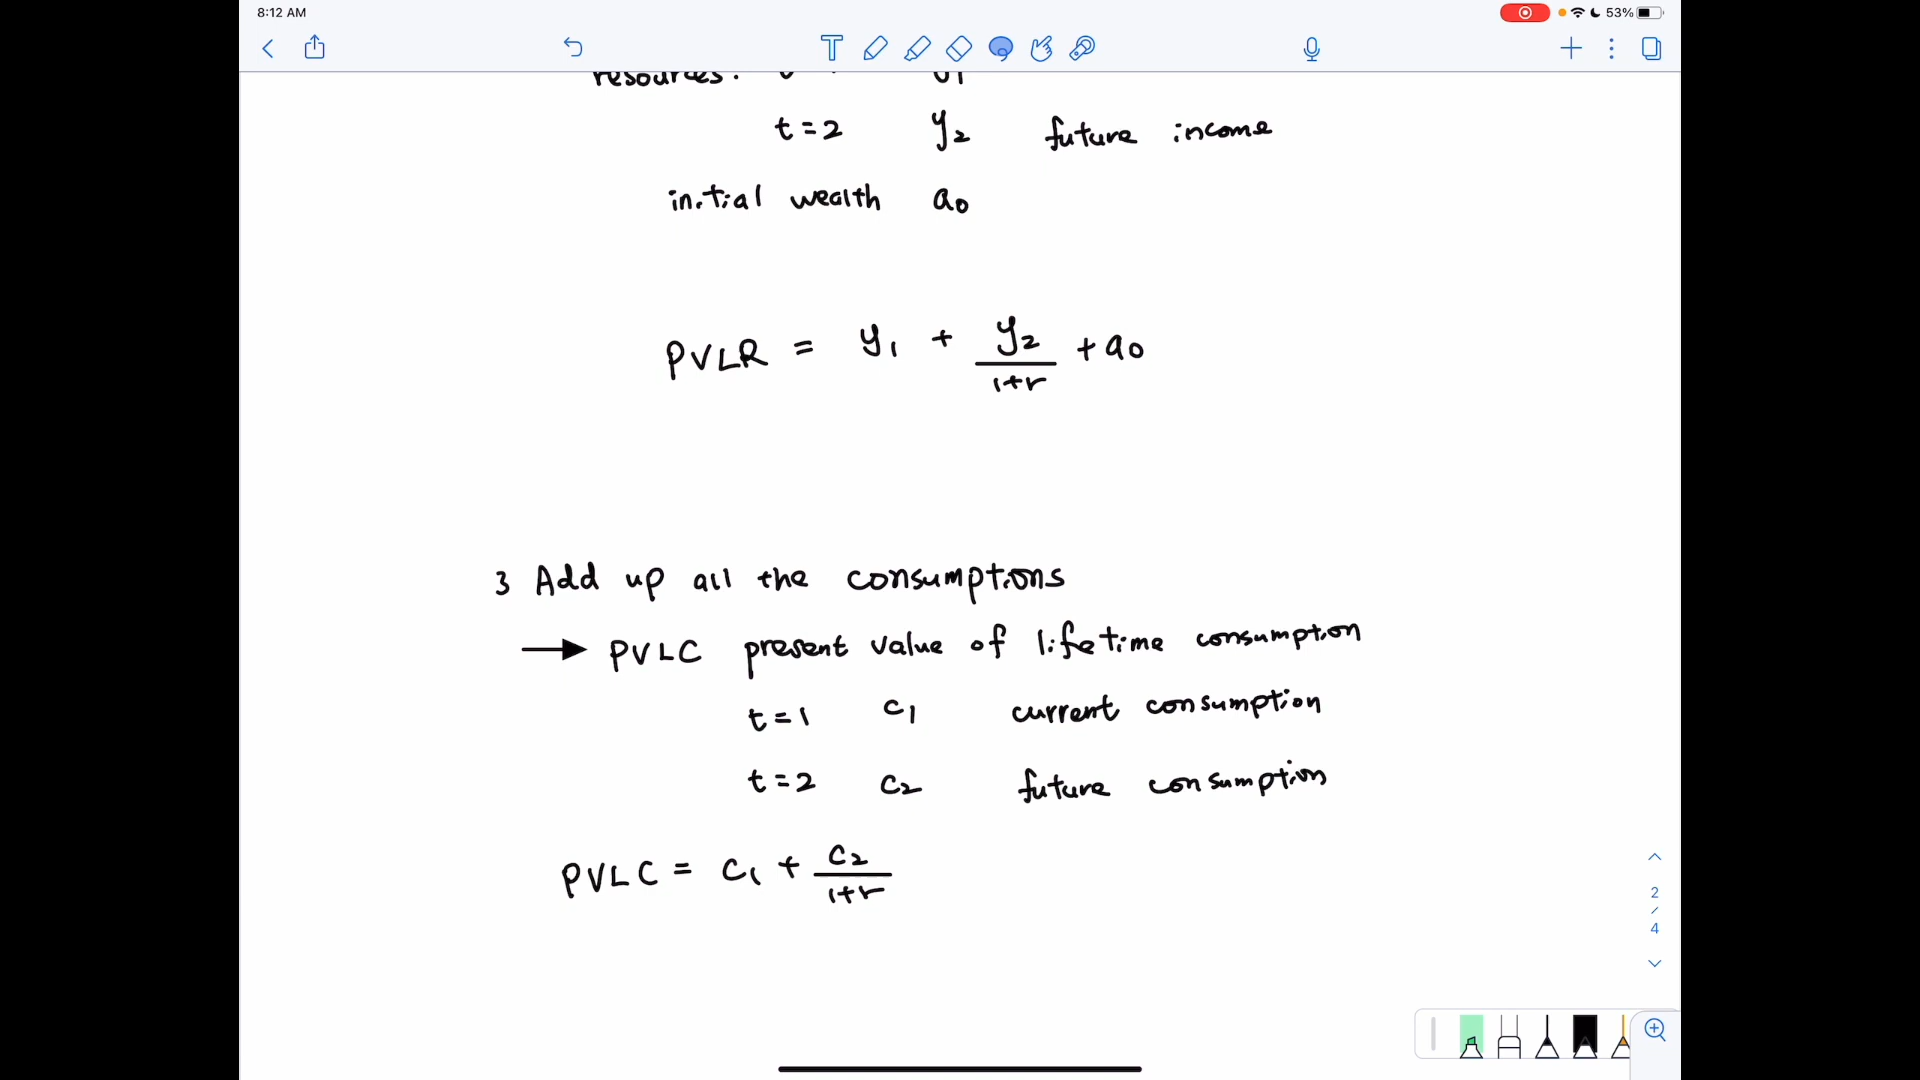 8:12 AM
53%
resources:
t=2 y₂ future income
initial wealth a₀
PVLR = y₁ + y₂/(1+r) + a₀
3 Add up all the consumptions
→ PVLC present value of lifetime consumption
t=1 c₁ current consumption
t=2 c₂ future consumption
PVLC = c₁ + c₂/(1+r)
2
/
4